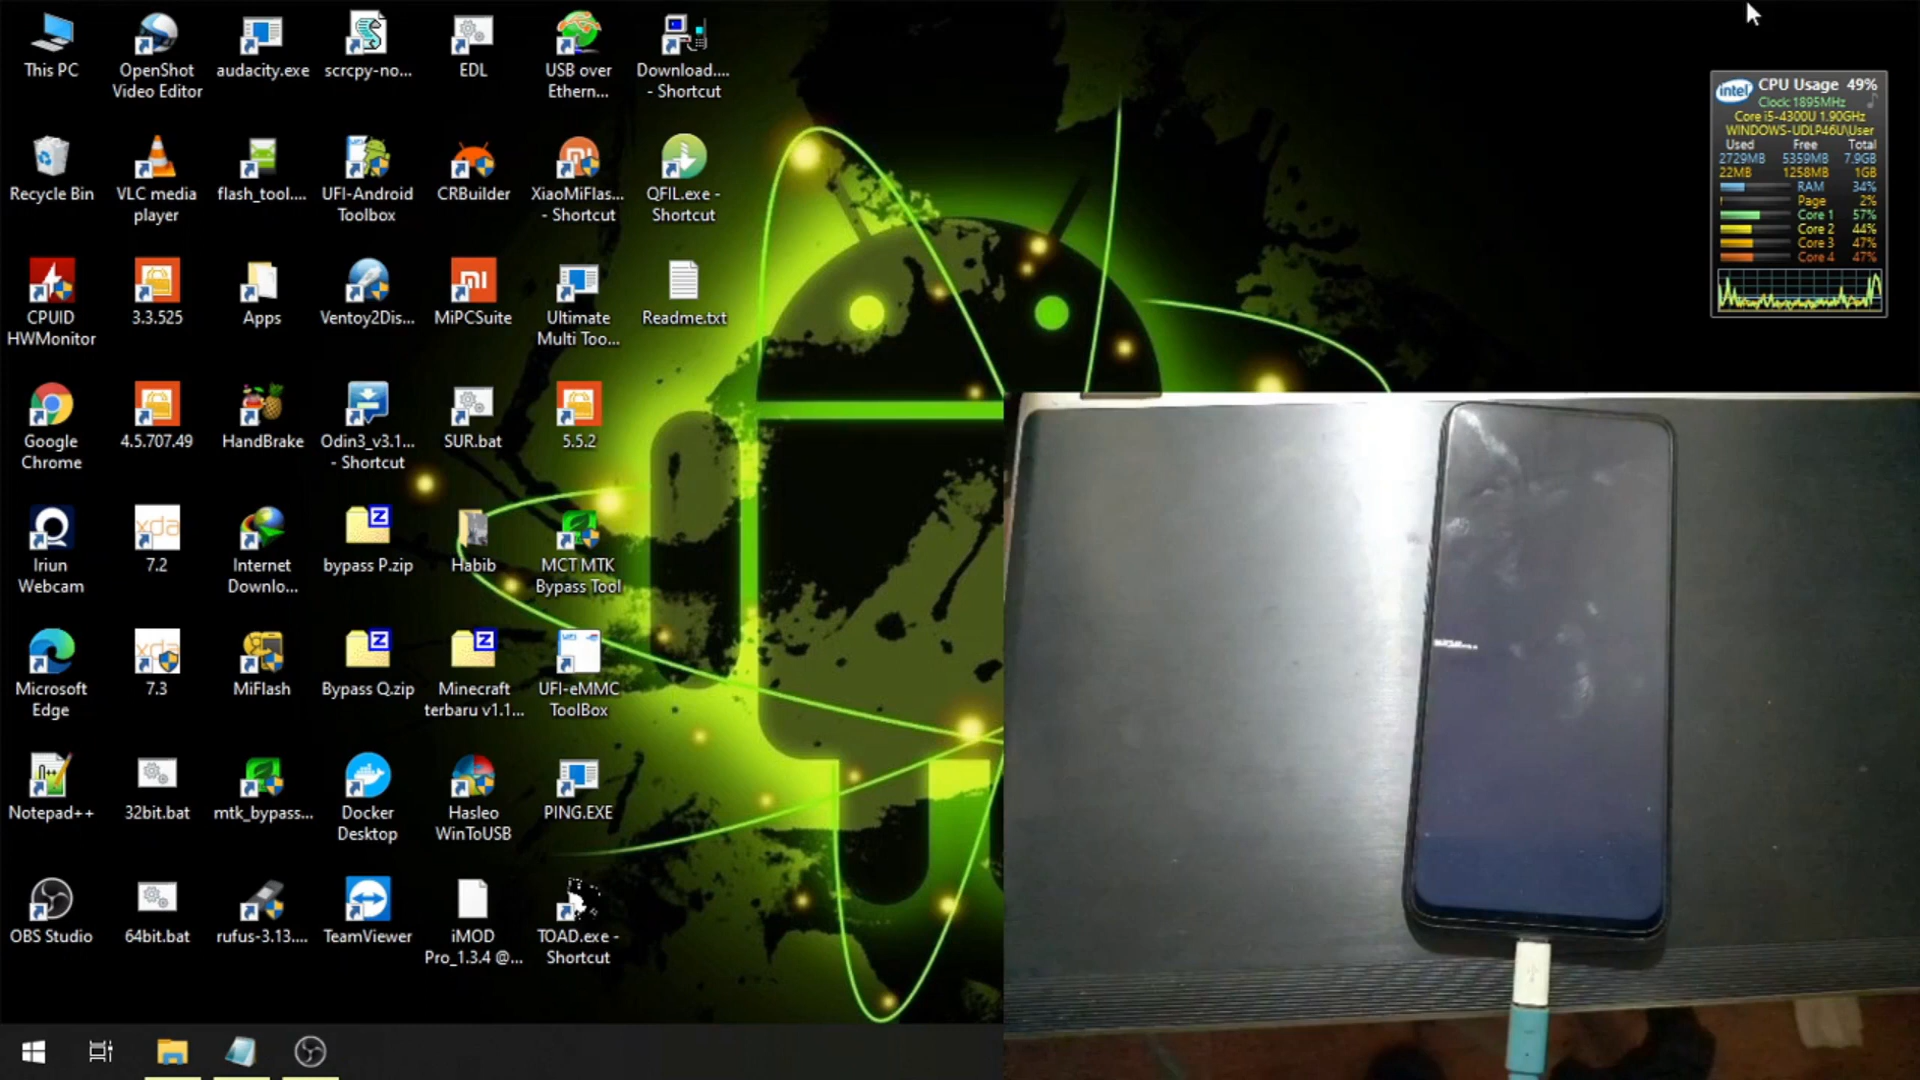 This PC
OpenShot
Video Editor
audacity.exe
scrcpy-no...
EDL
USB over
Ethern...
Download....
- Shortcut
Recycle Bin
VLC media
player
flash_tool....
UFI-Android
Toolbox
CRBuilder
XiaoMiFlas...
- Shortcut
QFIL.exe -
Shortcut
CPUID
HWMonitor
3.3.525
Apps
Ventoy2Dis...
MiPCSuite
Ultimate
Multi Too...
Readme.txt
Google
Chrome
4.5.707.49
HandBrake
Odin3_v3.1...
- Shortcut
SUR.bat
5.5.2
Iriun
Webcam
xda
7.2
Internet
Downlo...
bypass P.zip
Habib
MCT MTK
Bypass Tool
Microsoft
Edge
xda
7.3
MiFlash
Bypass Q.zip
Minecraft
terbaru v1.1...
UFI-eMMC
ToolBox
Notepad++
32bit.bat
mtk_bypass...
Docker
Desktop
Hasleo
WinToUSB
PING.EXE
OBS Studio
64bit.bat
rufus-3.13....
TeamViewer
iMOD
Pro_1.3.4 @...
TOAD.exe -
Shortcut
intel
CPU Usage 49%
Clock: 1895MHz
Core i5-4300U 1.90GHz
WINDOWS-UDLP46U\User
Used Free Total
2729MB 5359MB 7.9GB
22MB 1258MB 1GB
RAM 34%
Page 2%
Core 1 57%
Core 2 44%
Core 3 47%
Core 4 47%